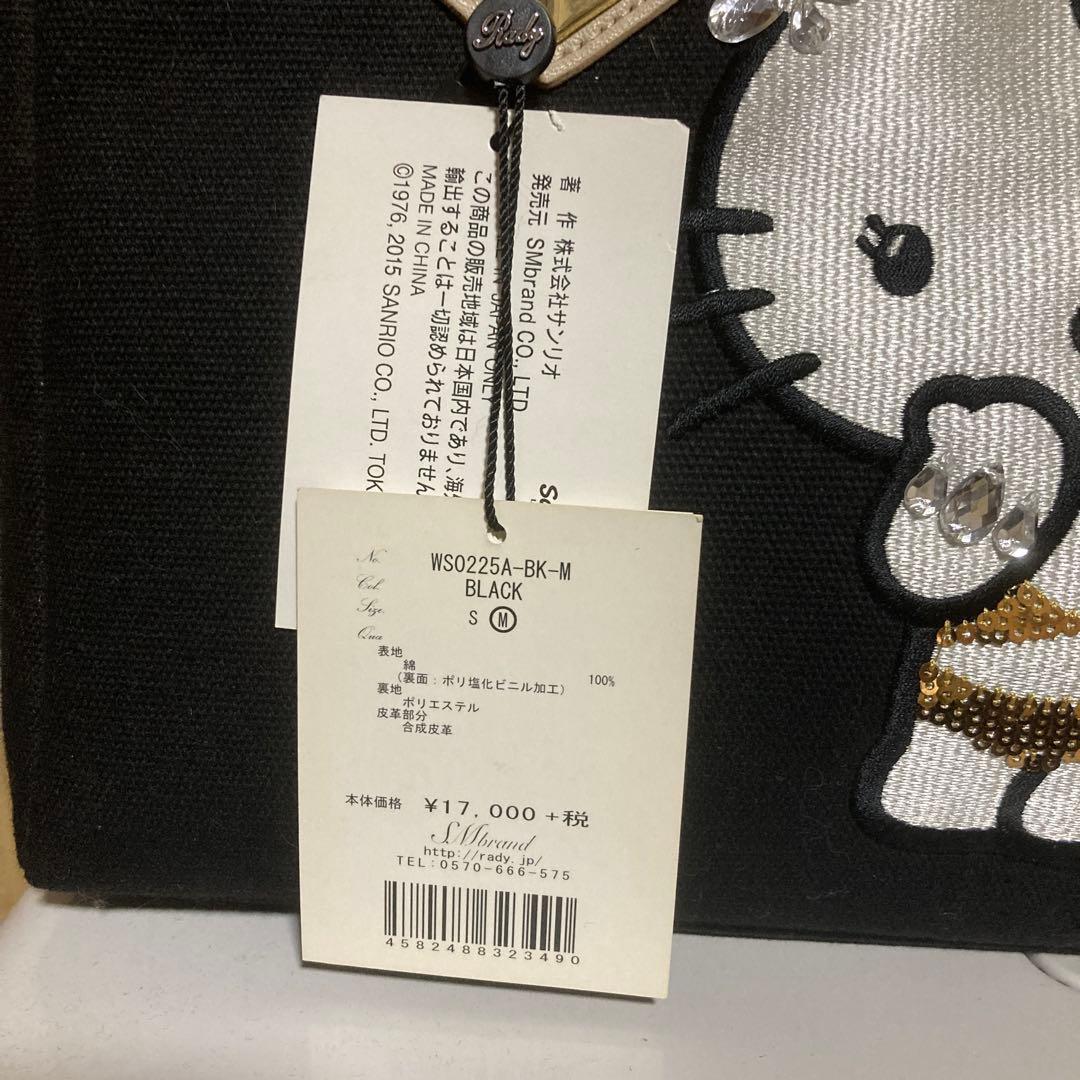 Rady
著 作 株式会社サンリオ
発売元 SMbrand CO., LTD
IN JAPAN ONLY
この商品の販売地域は日本国内であり、海
輸出することは一切認められておりません
MADE IN CHINA
©1976, 2015 SANRIO CO., LTD. TOK
No. WS0225A-BK-M
Col. BLACK
Size. S M
Qua
表地
綿 100%
(裏面:ポリ塩化ビニル加工)
裏地
ポリエステル
皮革部分
合成皮革
本体価格 ¥17,000+税
SMbrand
http://rady.jp/
TEL:0570-666-575
4582488323490